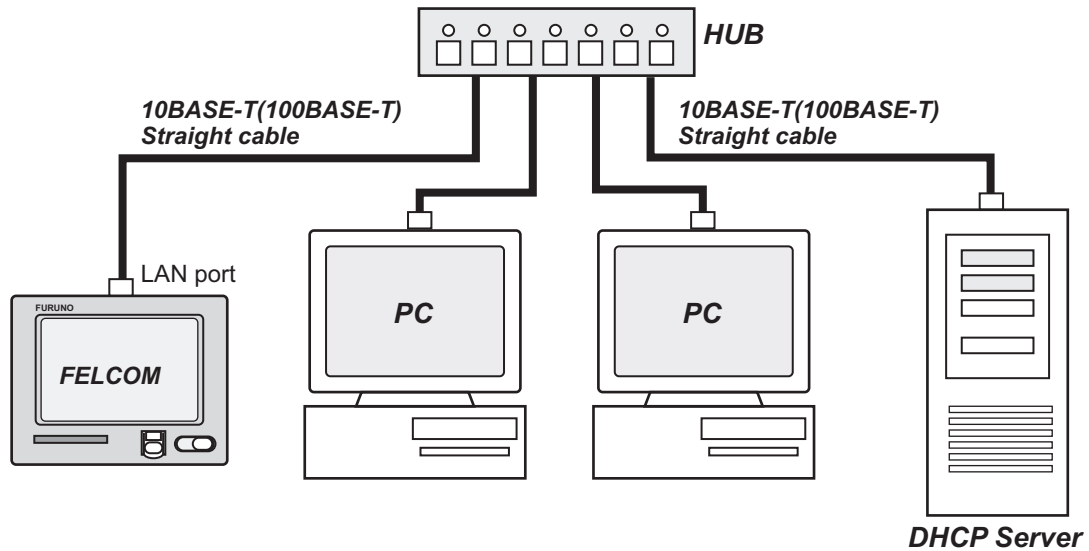 HUB
10BASE-T(100BASE-T)
Straight cable
10BASE-T(100BASE-T)
Straight cable
LAN port
FURUNO
FELCOM
PC
PC
DHCP Server